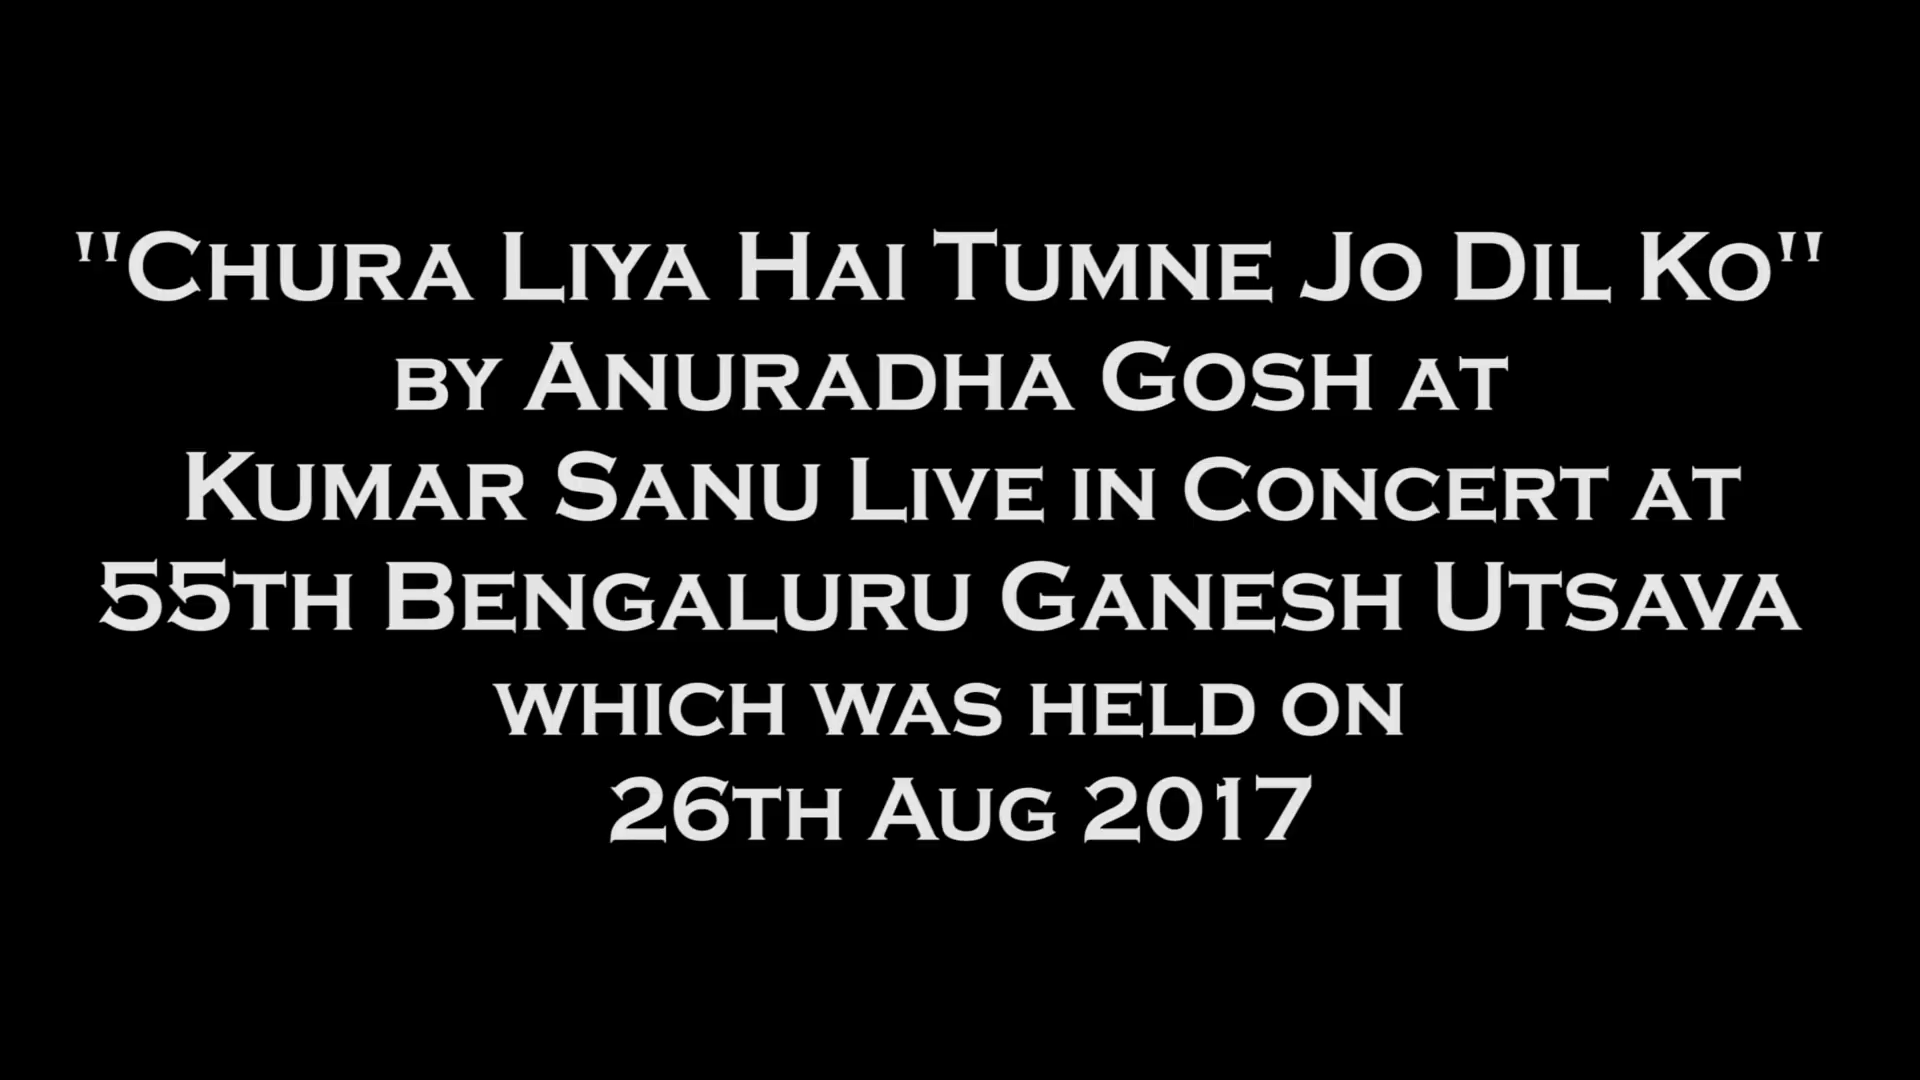 "Chura Liya Hai Tumne Jo Dil Ko"
by Anuradha Gosh at
Kumar Sanu Live in Concert at
55th Bengaluru Ganesh Utsava
which was held on
26th Aug 2017